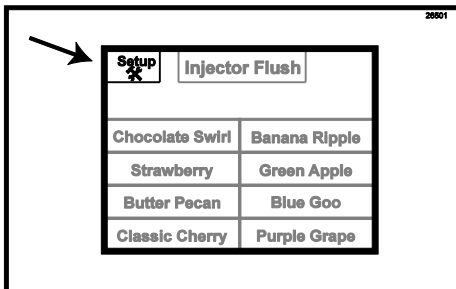 26501
Setup
Injector Flush
Chocolate Swirl Banana Ripple
Strawberry Green Apple
Butter Pecan Blue Goo
Classic Cherry Purple Grape